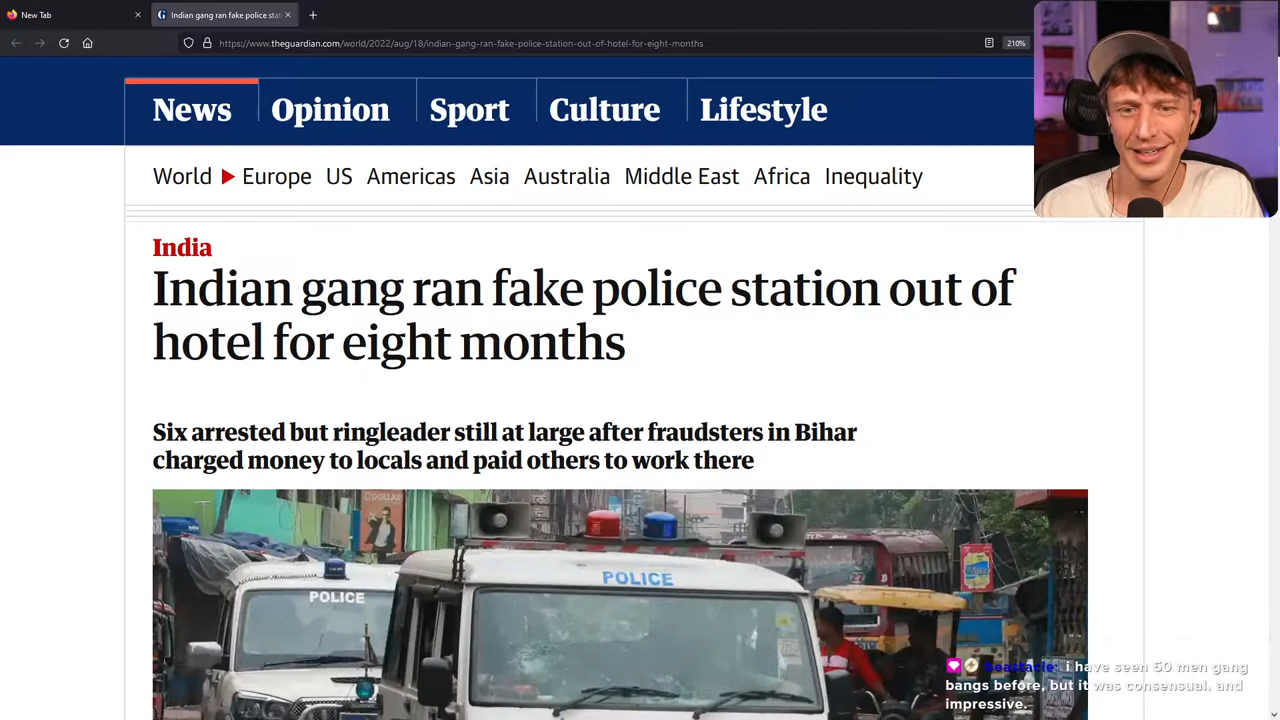 New Tab
Indian gang ran fake police stat
https://www.theguardian.com/world/2022/aug/18/indian-gang-ran-fake-police-station-out-of-hotel-for-eight-months
210%
News Opinion Sport Culture Lifestyle
World Europe US Americas Asia Australia Middle East Africa Inequality
India
Indian gang ran fake police station out of
hotel for eight months
Six arrested but ringleader still at large after fraudsters in Bihar
charged money to locals and paid others to work there
DOLLAR
POLICE
POLICE
beastacle: i have seen 50 men gang
bangs before, but it was consensual. and
impressive.